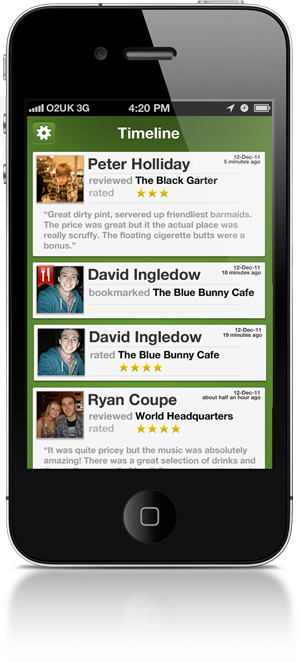 O2UK 3G 4:20 PM
Timeline
Peter Holliday
12-Dec-11
5 minutes ago
reviewed The Black Garter
rated
“Great dirty pint, servered up friendliest barmaids.
The price was great but it the actual place was
really scruffy. The floating cigerette butts were a
bonus.”
David Ingledow
12-Dec-11
18 minutes ago
bookmarked The Blue Bunny Cafe
David Ingledow
12-Dec-11
19 minutes ago
rated The Blue Bunny Cafe
Ryan Coupe
12-Dec-11
about half an hour ago
reviewed World Headquarters
rated
“It was quite pricey but the music was absolutely
amazing! There was a great selection of drinks and